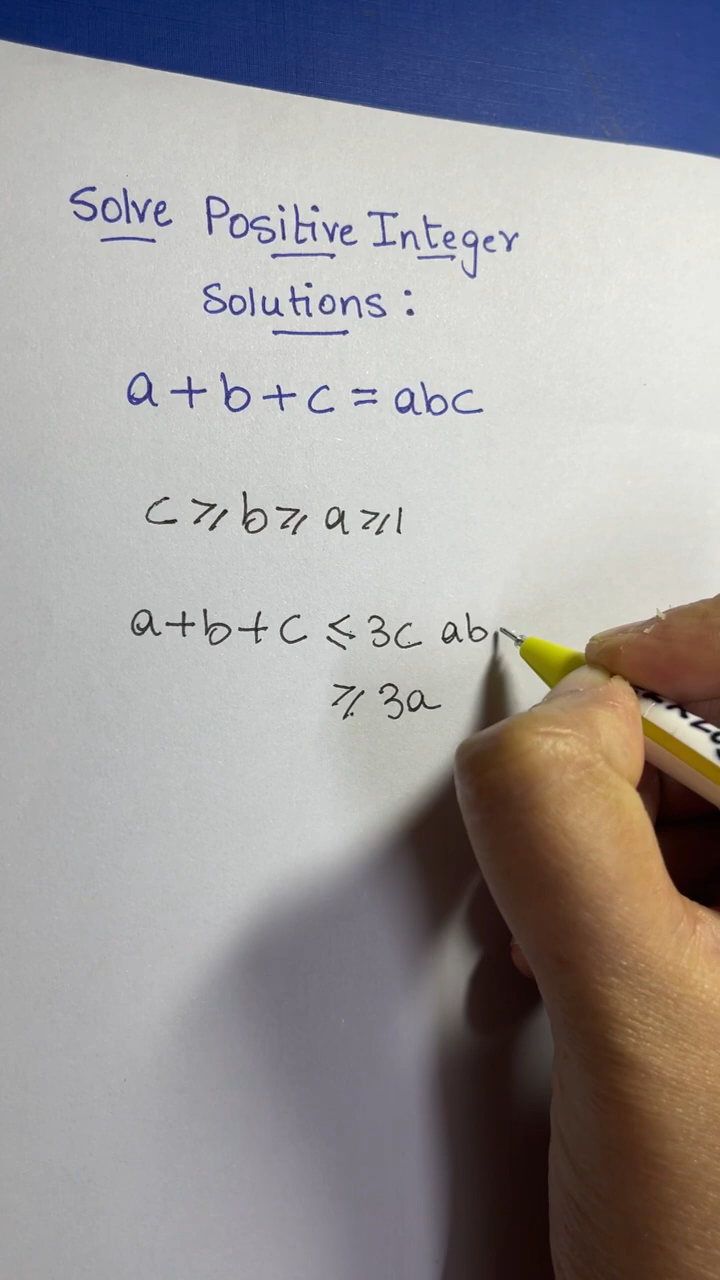 Solve Positive Integer
Solutions :
a + b + c = abc
c ⩾ b ⩾ a ⩾ 1
a + b + c ⩽ 3c ab
⩾ 3a